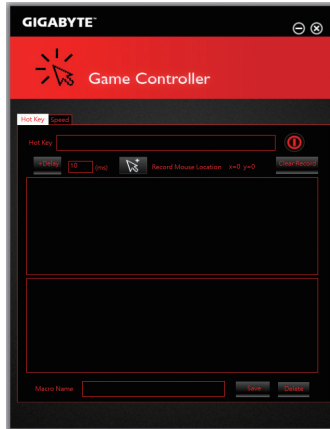 GIGABYTE™
Game Controller
Hot Key Speed
Hot Key
+Delay 10 (ms) Record Mouse Location x=0 y=0 Clear Record
Macro Name Save Delete